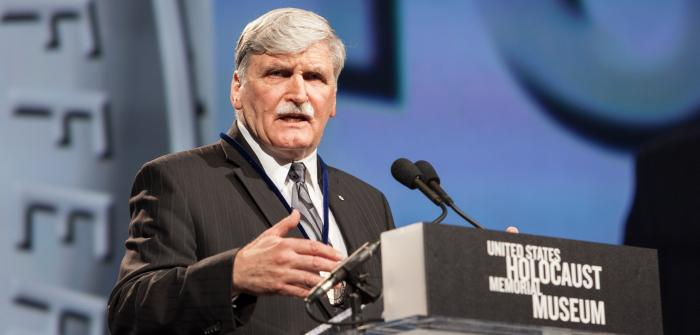 UNITED STATES
HOLOCAUST
MEMORIAL
MUSEUM